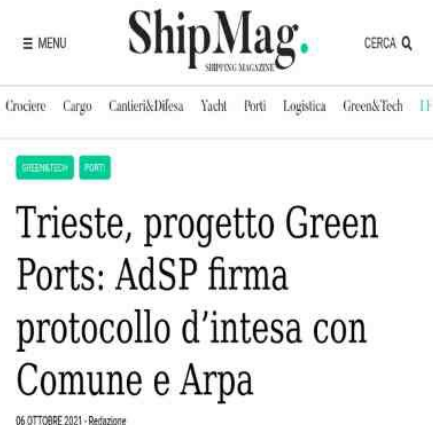 ☰ MENU
ShipMag.
SHIPPING MAGAZINE
CERCA
Crociere Cargo Cantieri&Difesa Yacht Porti Logistica Green&Tech
GREEN&TECH PORTI
Trieste, progetto Green
Ports: AdSP firma
protocollo d'intesa con
Comune e Arpa
06 OTTOBRE 2021 - Redazione